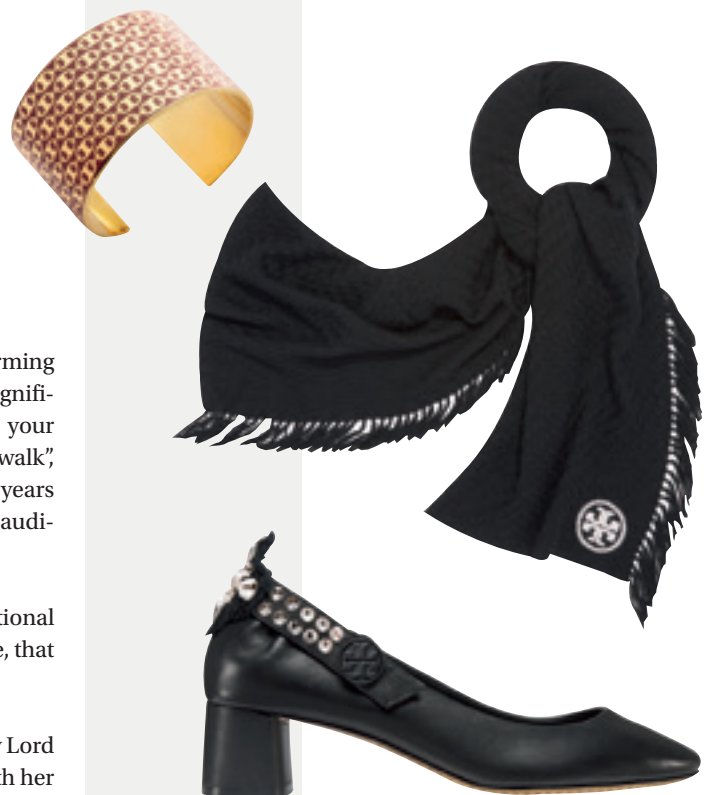 rming
gnifi-
your
walk”,
years
audi-
tional
e, that
Lord
h her